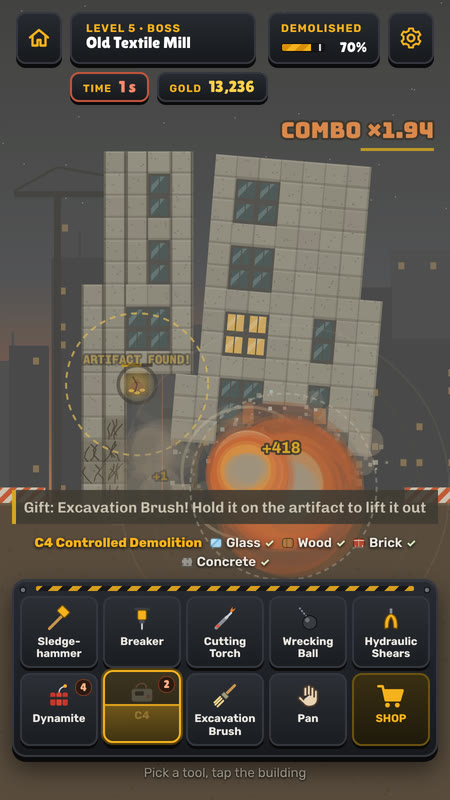 LEVEL 5 • BOSS
Old Textile Mill
DEMOLISHED
70%
TIME 1 s
GOLD 13,236
COMBO ×1.94
ARTIFACT FOUND!
+418
+1
Gift: Excavation Brush! Hold it on the artifact to lift it out
C4 Controlled Demolition Glass ✓ Wood ✓ Brick ✓
Concrete ✓
Sledge-
hammer
Breaker
Cutting
Torch
Wrecking
Ball
Hydraulic
Shears
4
Dynamite
2
C4
Excavation
Brush
Pan
SHOP
Pick a tool, tap the building